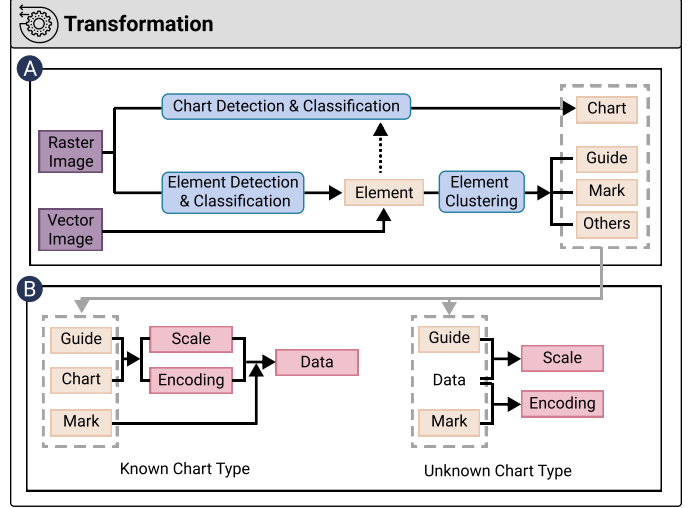 Transformation
A
Chart Detection & Classification
Chart
Raster
Image
Guide
Element Detection
& Classification
Element
Element
Clustering
Mark
Vector
Image
Others
B
Guide
Scale
Chart
Encoding
Data
Mark
Known Chart Type
Guide
Data
Scale
Mark
Encoding
Unknown Chart Type